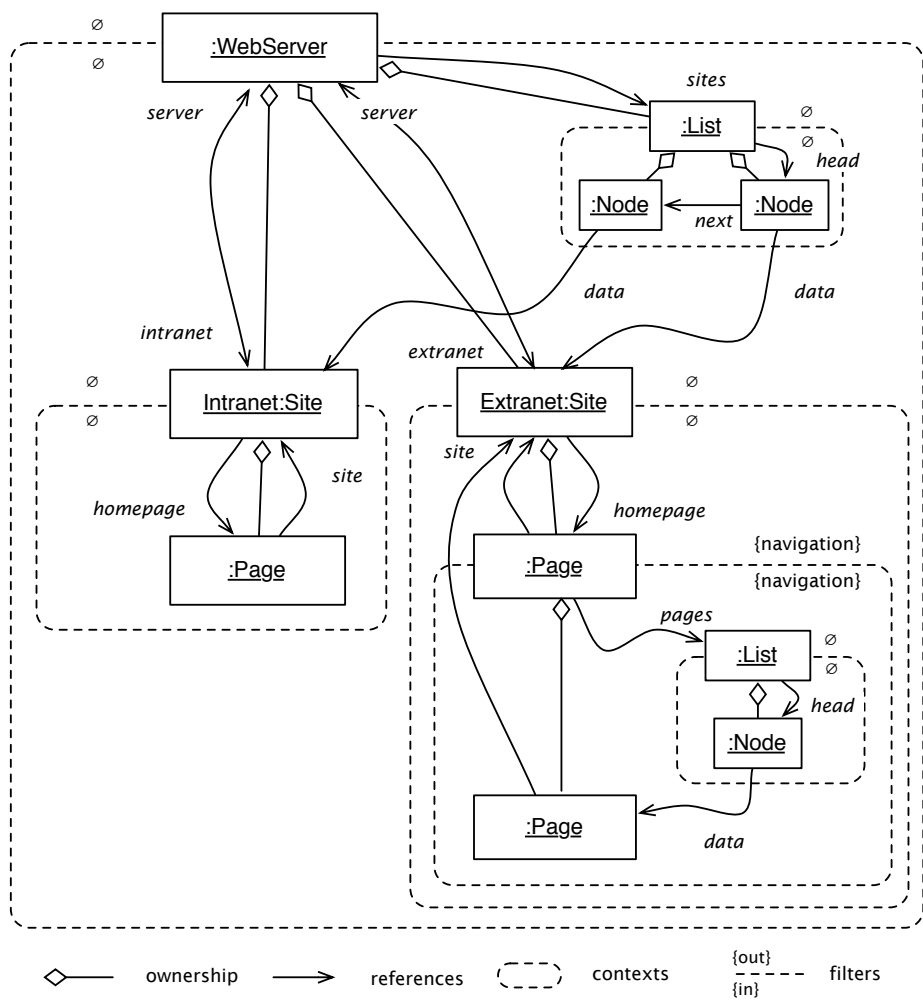 ∅
:WebServer
∅
server
server
sites
:List
∅
∅
head
:Node
:Node
next
data
data
intranet
extranet
∅
Intranet:Site
∅
Extranet:Site
∅
∅
site
site
homepage
homepage
:Page
:Page
{navigation}
{navigation}
pages
:List
∅
∅
head
:Node
:Page
data
ownership
references
contexts
{out}
{in}
filters